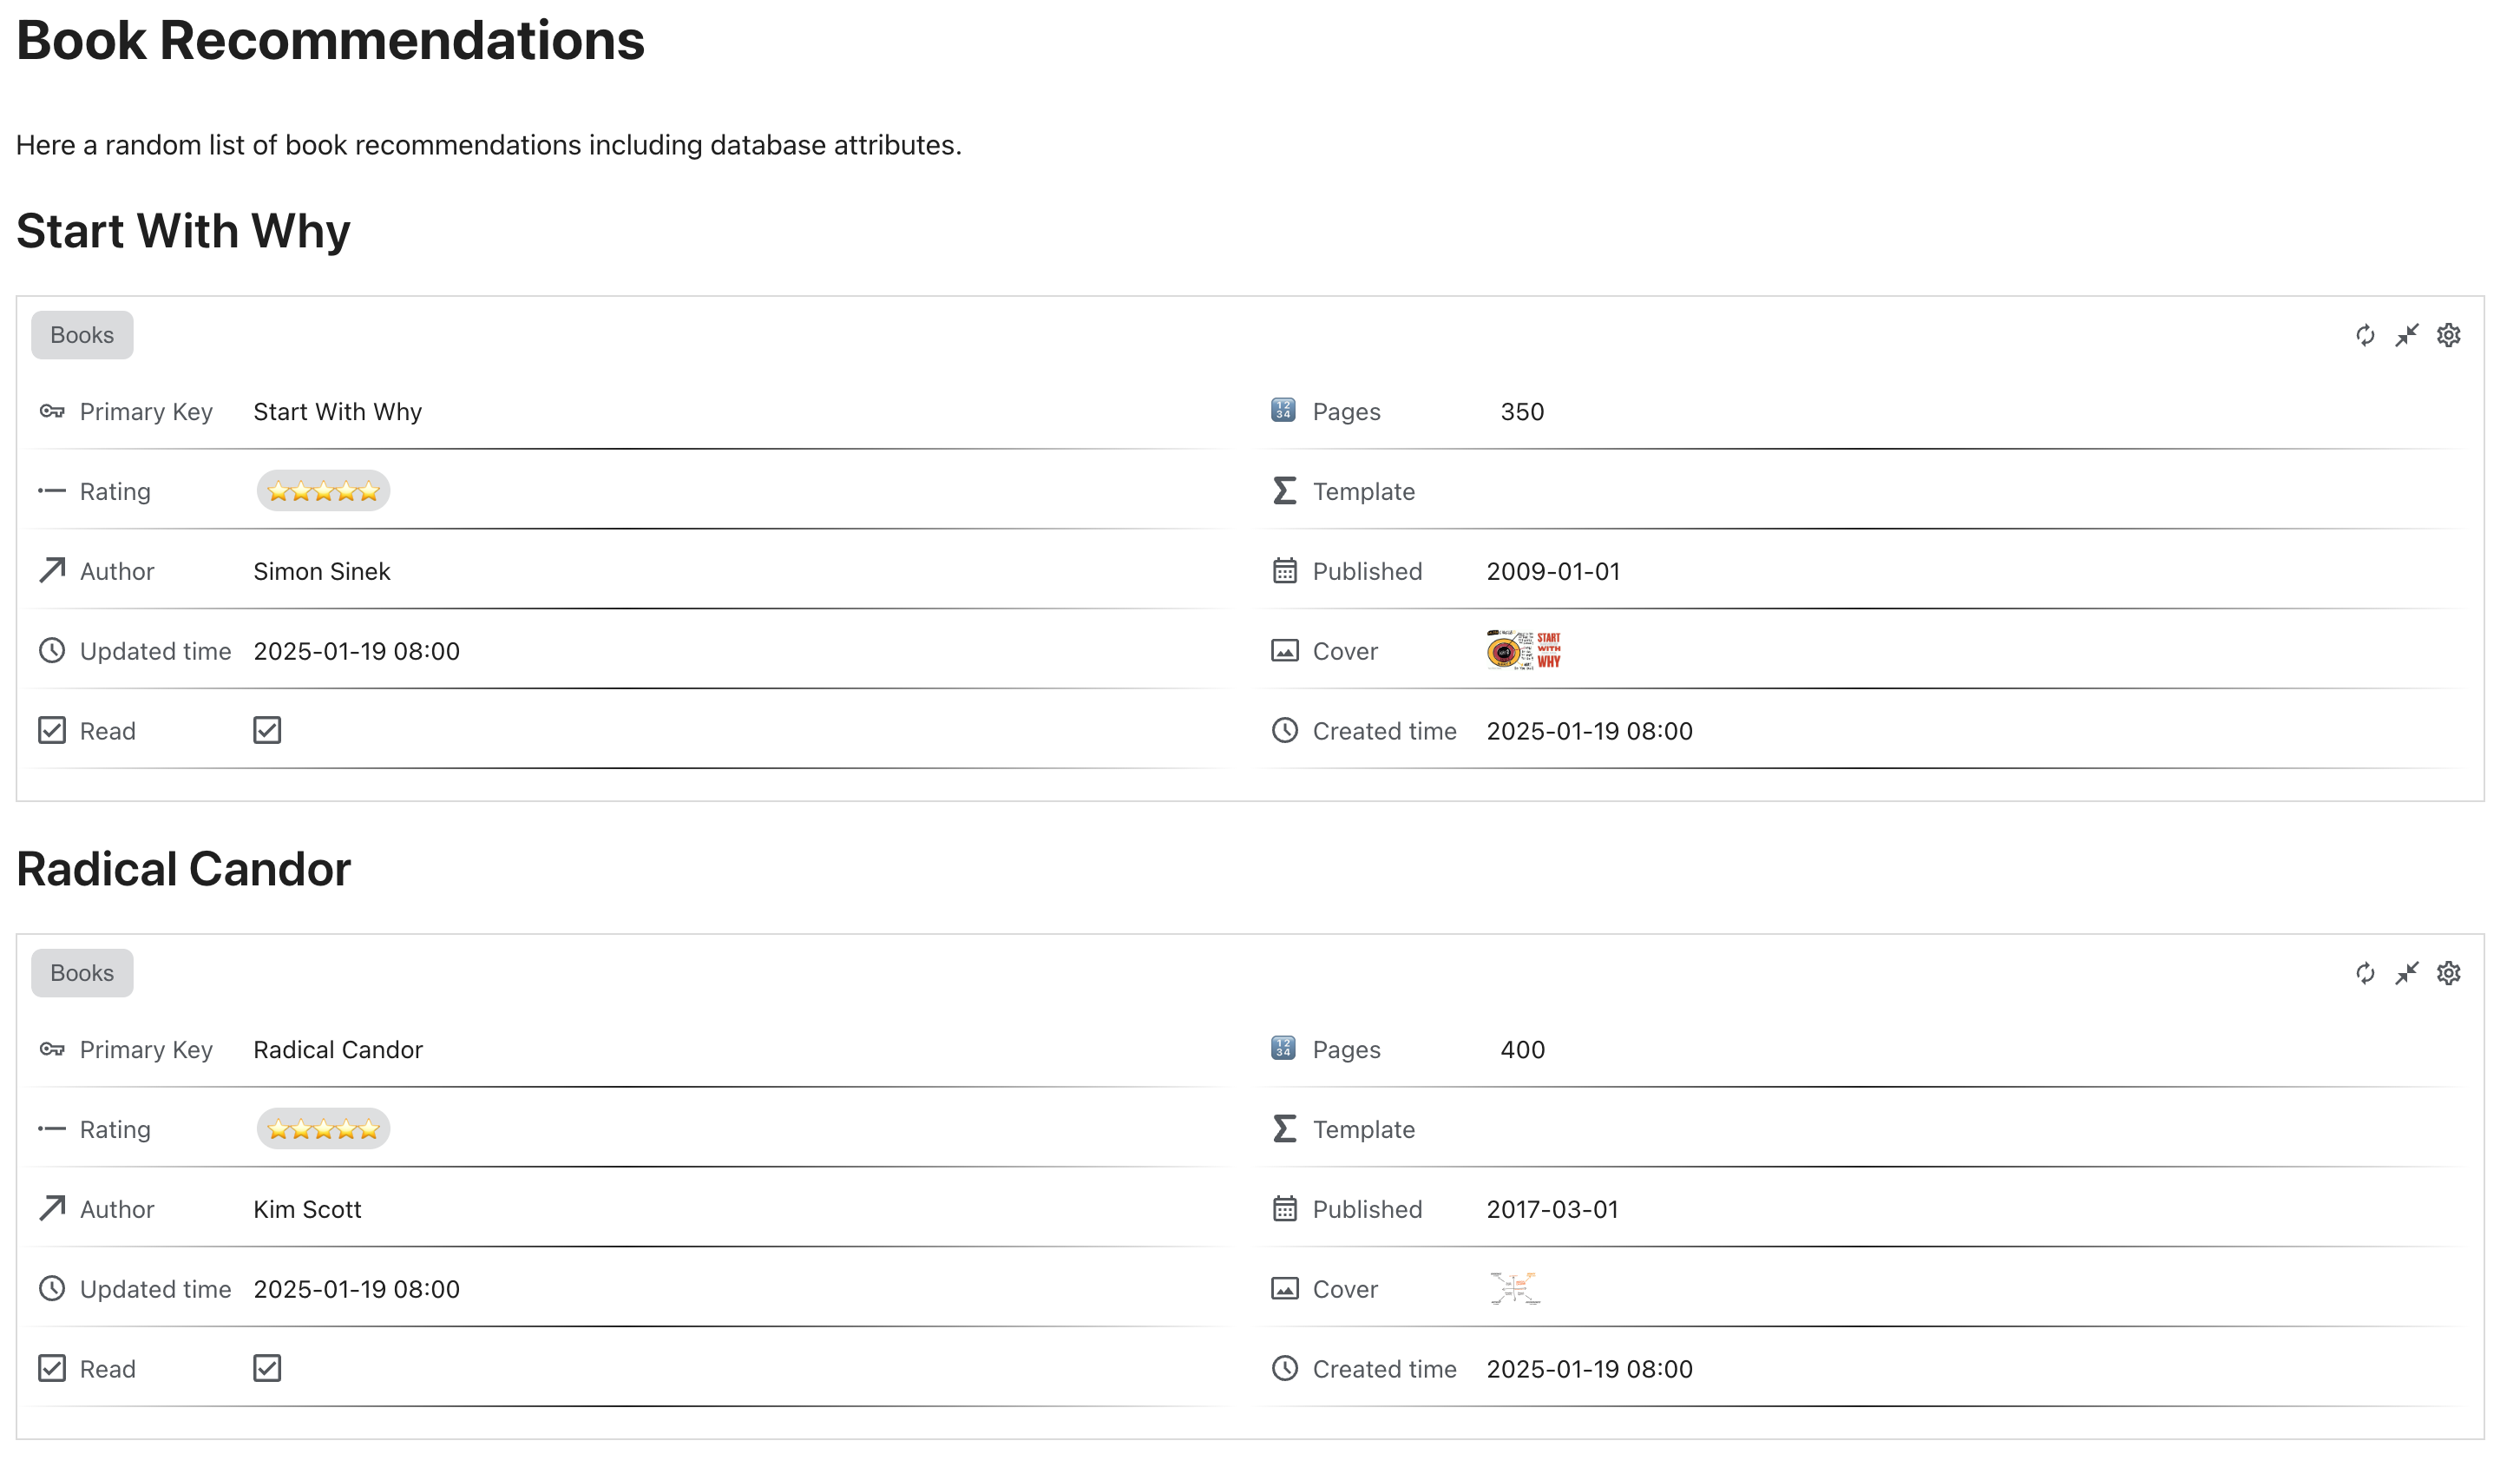 Book Recommendations
Here a random list of book recommendations including database attributes.
Start With Why
Books
Primary Key Start With Why
Pages 350
Rating ⭐⭐⭐⭐⭐
Template
Author Simon Sinek
Published 2009-01-01
Updated time 2025-01-19 08:00
Cover START WITH WHY
Read
Created time 2025-01-19 08:00
Radical Candor
Books
Primary Key Radical Candor
Pages 400
Rating ⭐⭐⭐⭐⭐
Template
Author Kim Scott
Published 2017-03-01
Updated time 2025-01-19 08:00
Cover
Read
Created time 2025-01-19 08:00